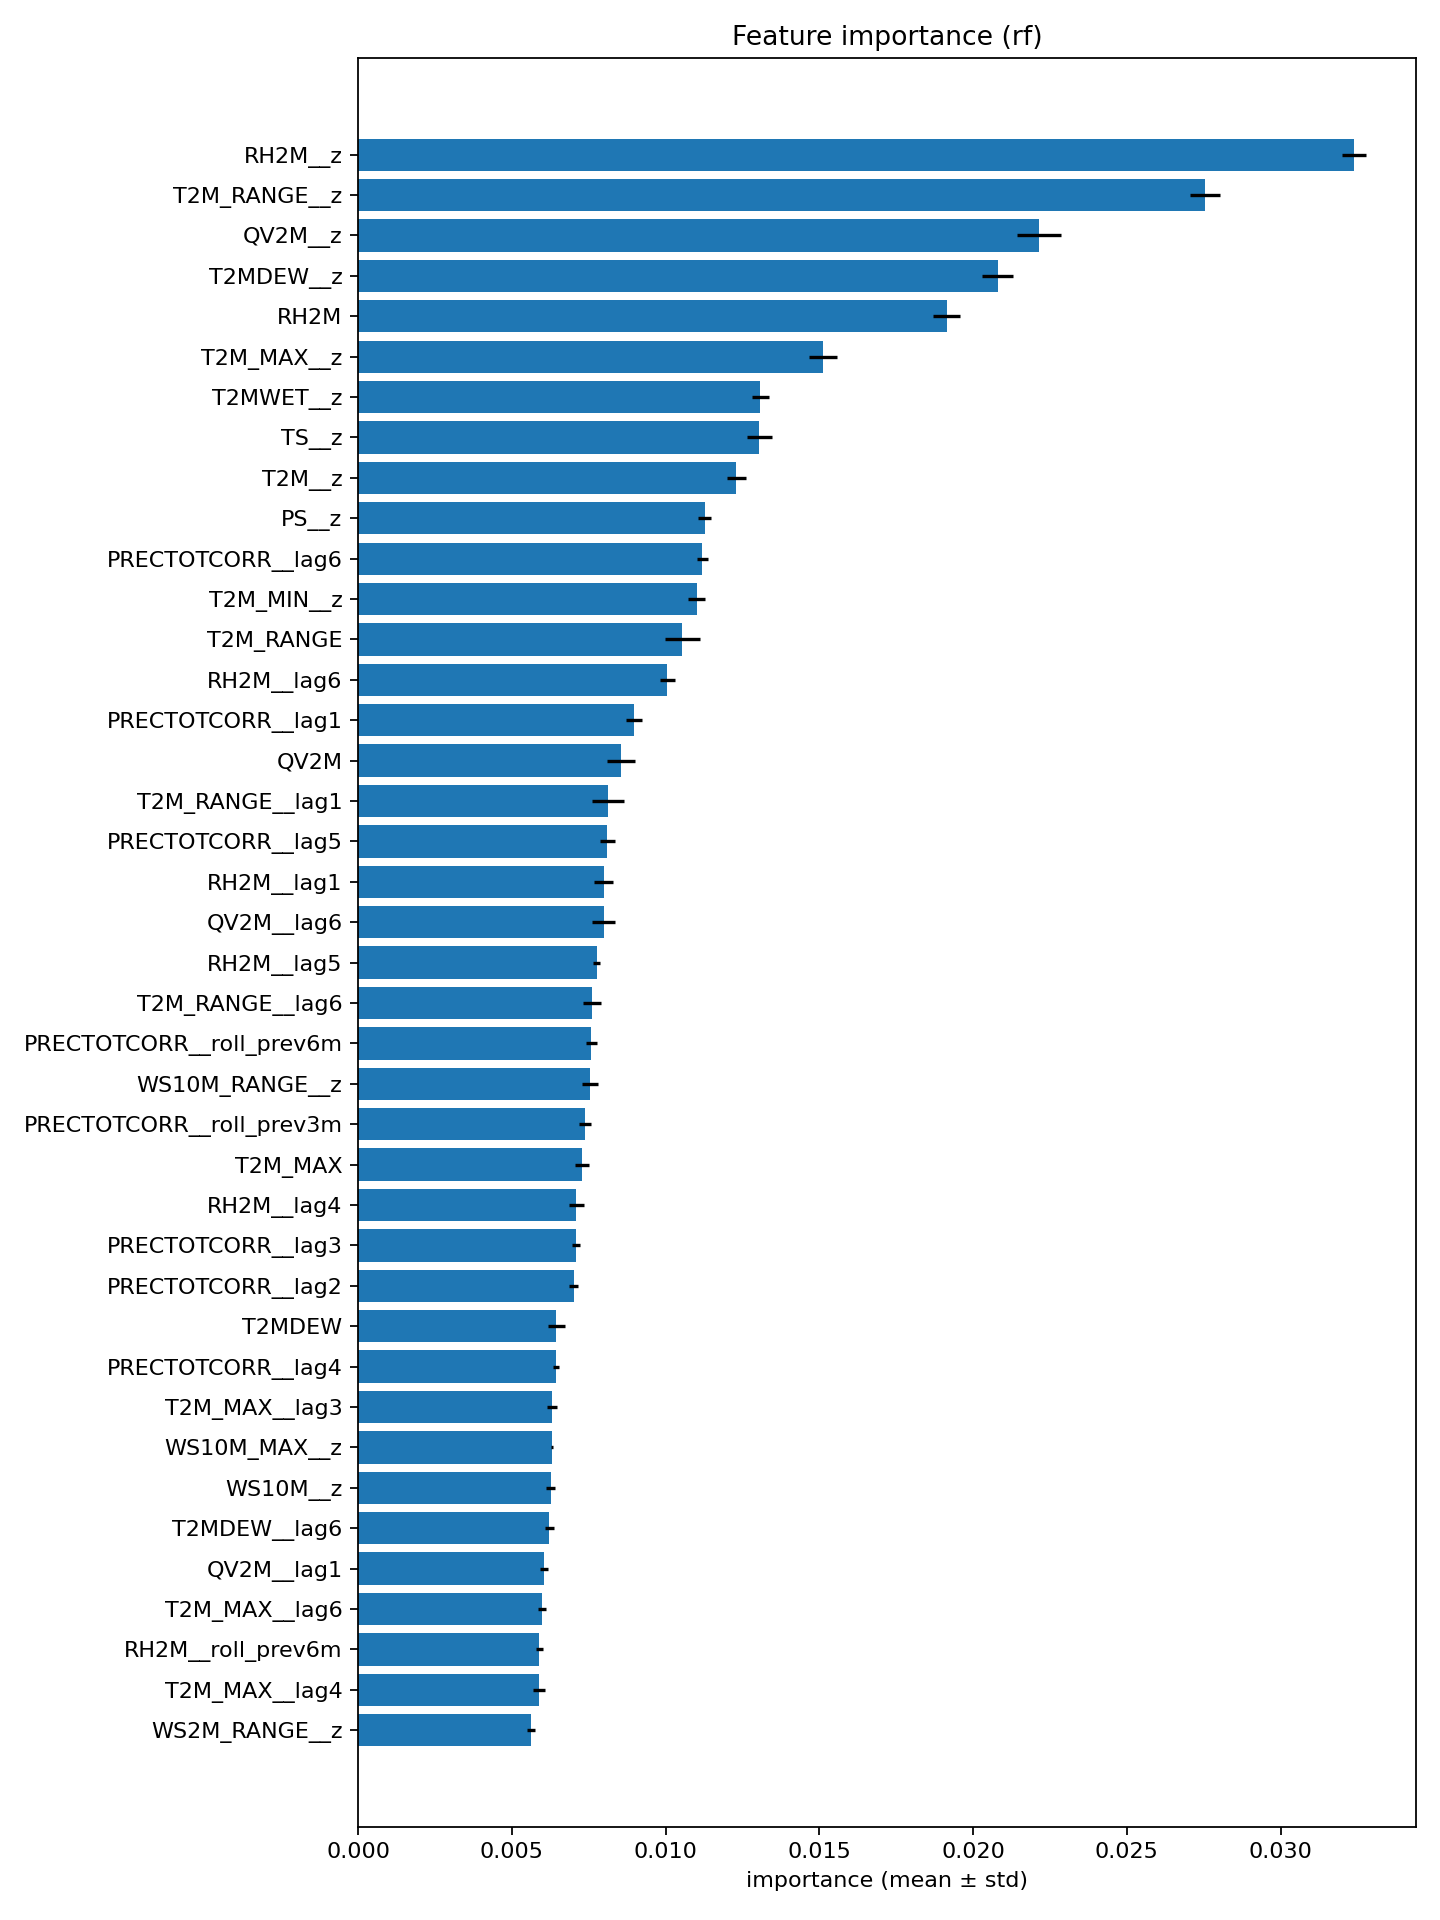 Feature importance (rf)
RH2M__z
T2M_RANGE__z
QV2M__z
T2MDEW__z
RH2M
T2M_MAX__z
T2MWET__z
TS__z
T2M__z
PS__z
PRECTOTCORR__lag6
T2M_MIN__z
T2M_RANGE
RH2M__lag6
PRECTOTCORR__lag1
QV2M
T2M_RANGE__lag1
PRECTOTCORR__lag5
RH2M__lag1
QV2M__lag6
RH2M__lag5
T2M_RANGE__lag6
PRECTOTCORR__roll_prev6m
WS10M_RANGE__z
PRECTOTCORR__roll_prev3m
T2M_MAX
RH2M__lag4
PRECTOTCORR__lag3
PRECTOTCORR__lag2
T2MDEW
PRECTOTCORR__lag4
T2M_MAX__lag3
WS10M_MAX__z
WS10M__z
T2MDEW__lag6
QV2M__lag1
T2M_MAX__lag6
RH2M__roll_prev6m
T2M_MAX__lag4
WS2M_RANGE__z
0.000 0.005 0.010 0.015 0.020 0.025 0.030
importance (mean ± std)